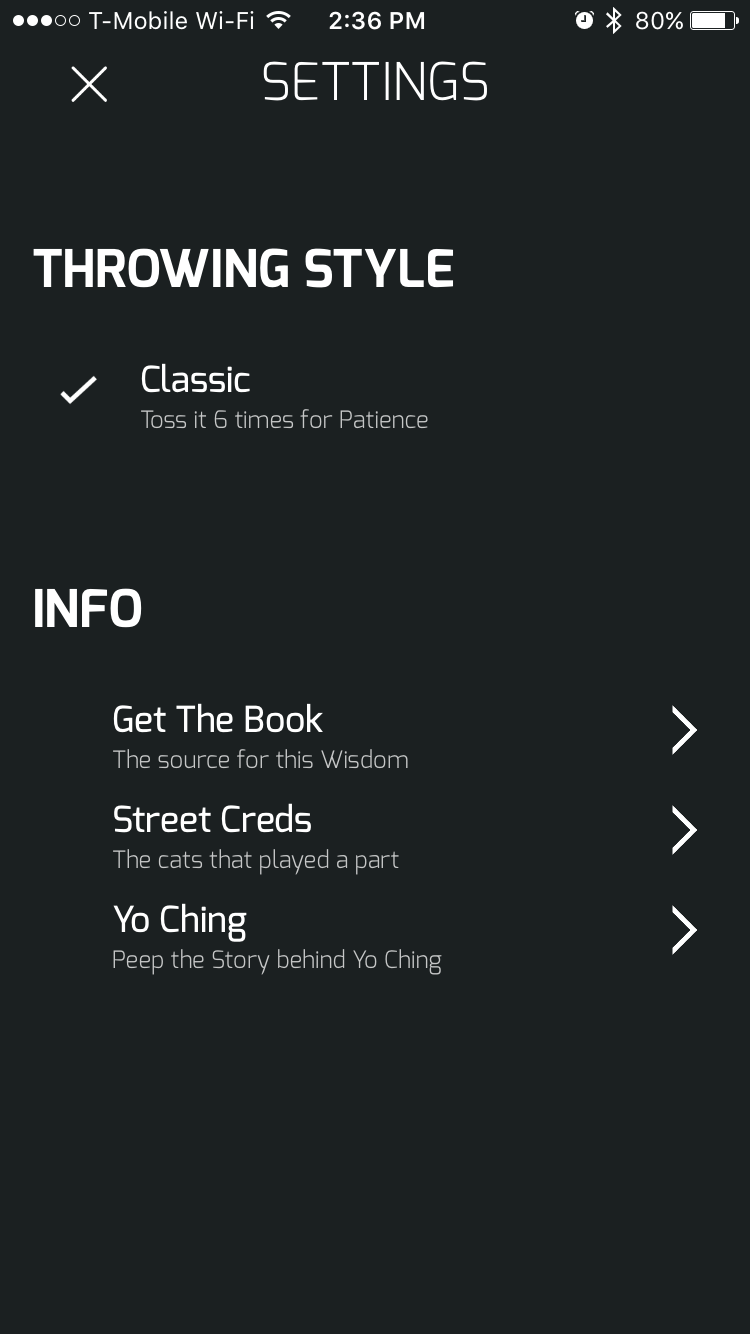 T-Mobile Wi-Fi 2:36 PM 80%
SETTINGS
THROWING STYLE
Classic
Toss it 6 times for Patience
INFO
Get The Book
The source for this Wisdom
Street Creds
The cats that played a part
Yo Ching
Peep the Story behind Yo Ching